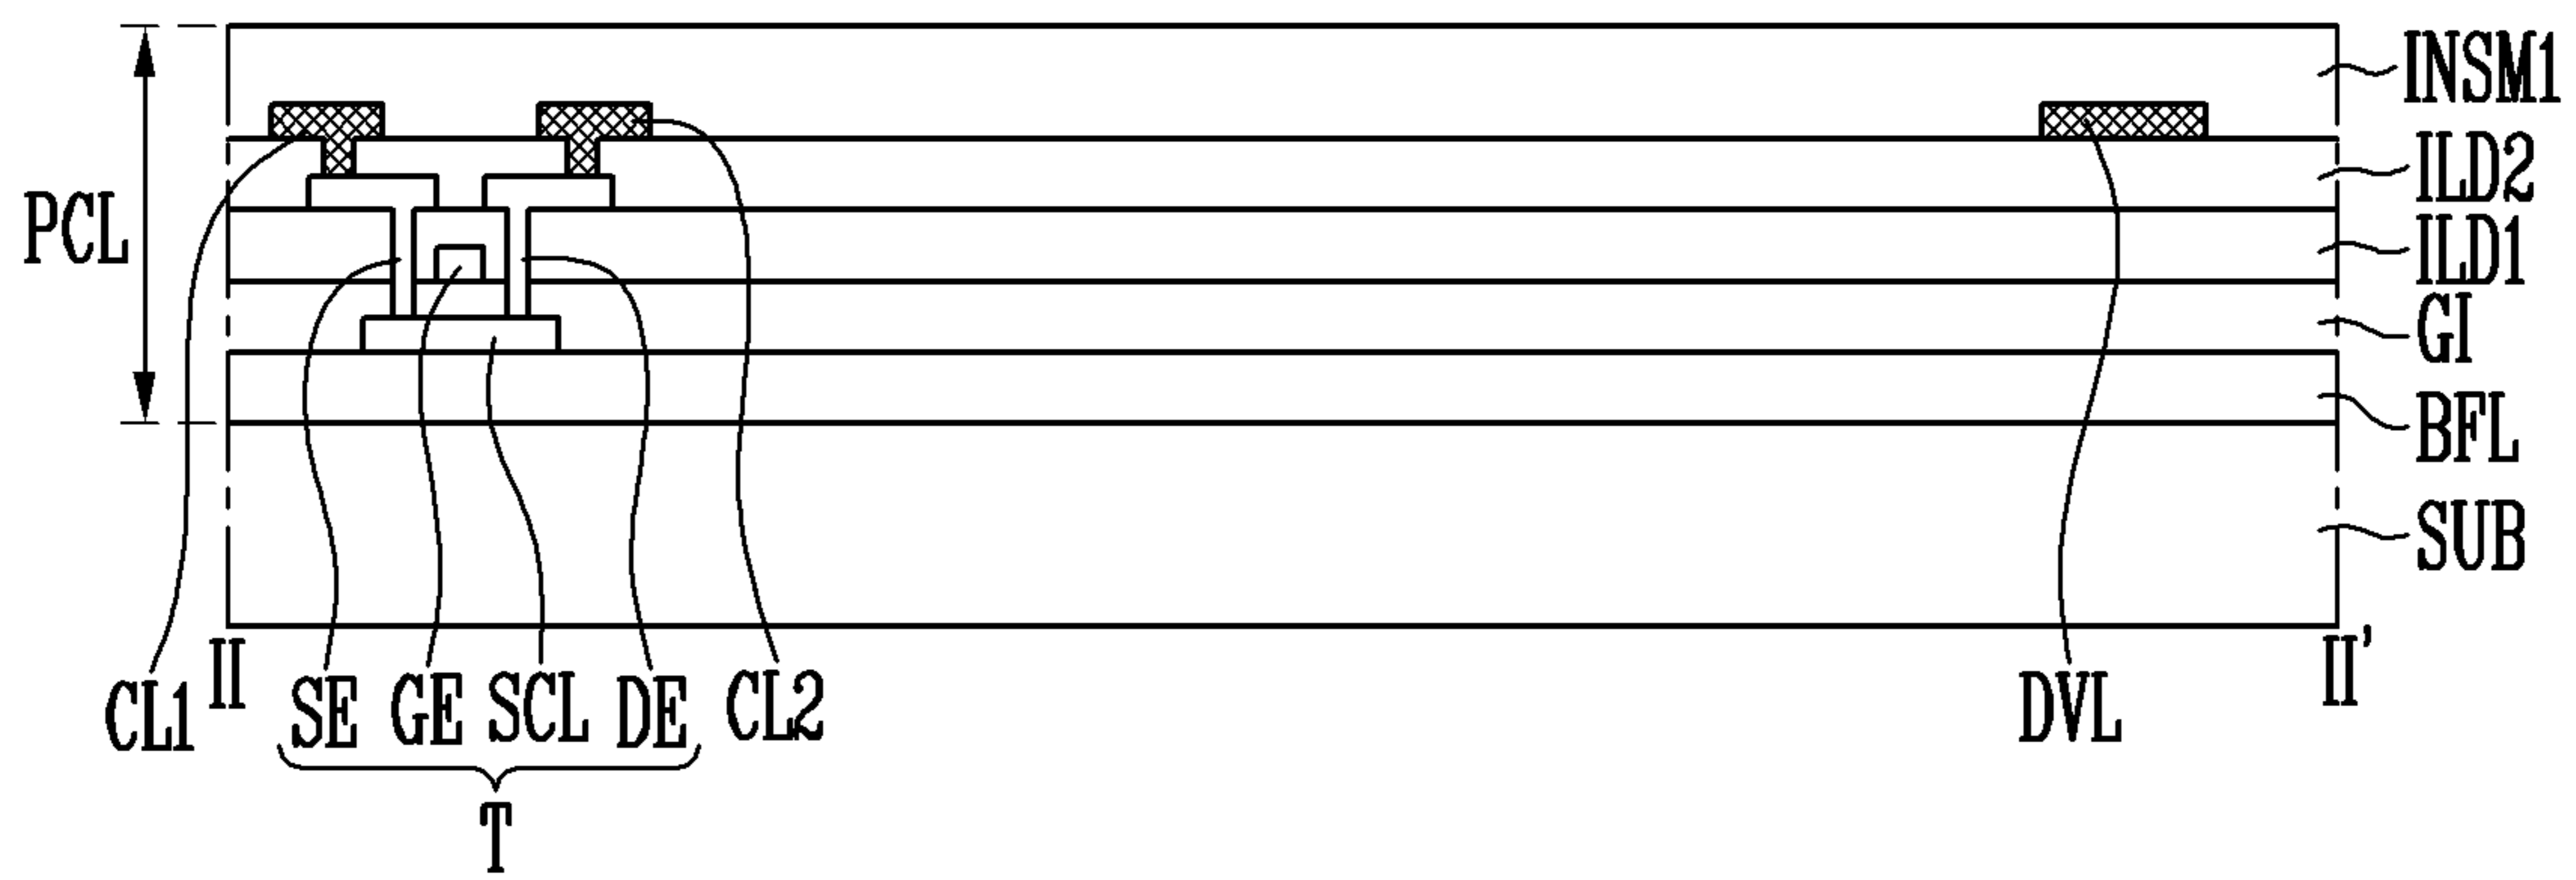 INSM1
ILD2
PCL
ILD1
GI
BFL
SUB
II
II'
CL1
SE
GE
SCL
DE
CL2
DVL
T